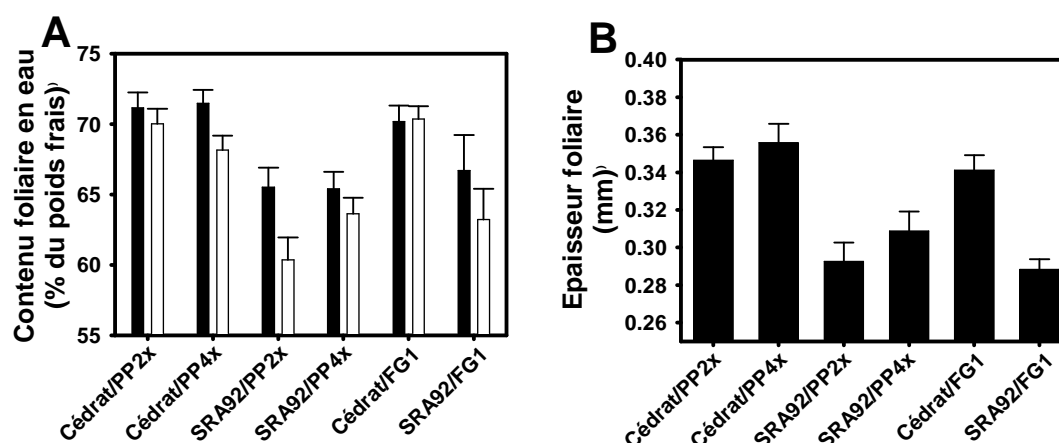 A
Contenu foliaire en eau
(% du poids frais)
75
70
65
60
55
Cédrat/PP2x
Cédrat/PP4x
SRA92/PP2x
SRA92/PP4x
Cédrat/FG1
SRA92/FG1
B
Epaisseur foliaire
(mm)
0.40
0.36
0.34
0.32
0.30
0.28
0.26
Cédrat/PP2x
Cédrat/PP4x
SRA92/PP2x
SRA92/PP4x
Cédrat/FG1
SRA92/FG1